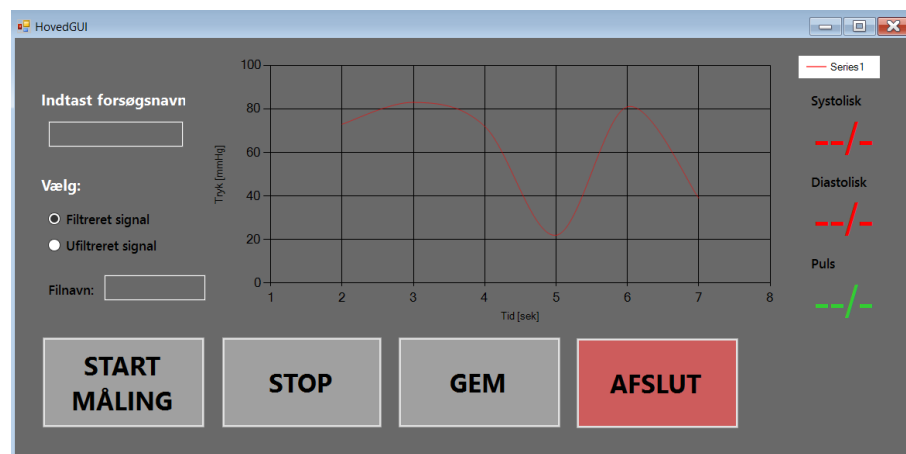 HovedGUI
Indtast forsøgsnavn
Vælg:
Filtreret signal
Ufiltreret signal
Filnavn:
Tryk [mmHg]
100
80
60
40
20
0
1 2 3 4 5 6 7 8
Tid [sek]
Series1
Systolisk
--/-
Diastolisk
--/-
Puls
--/-
START
MÅLING
STOP
GEM
AFSLUT